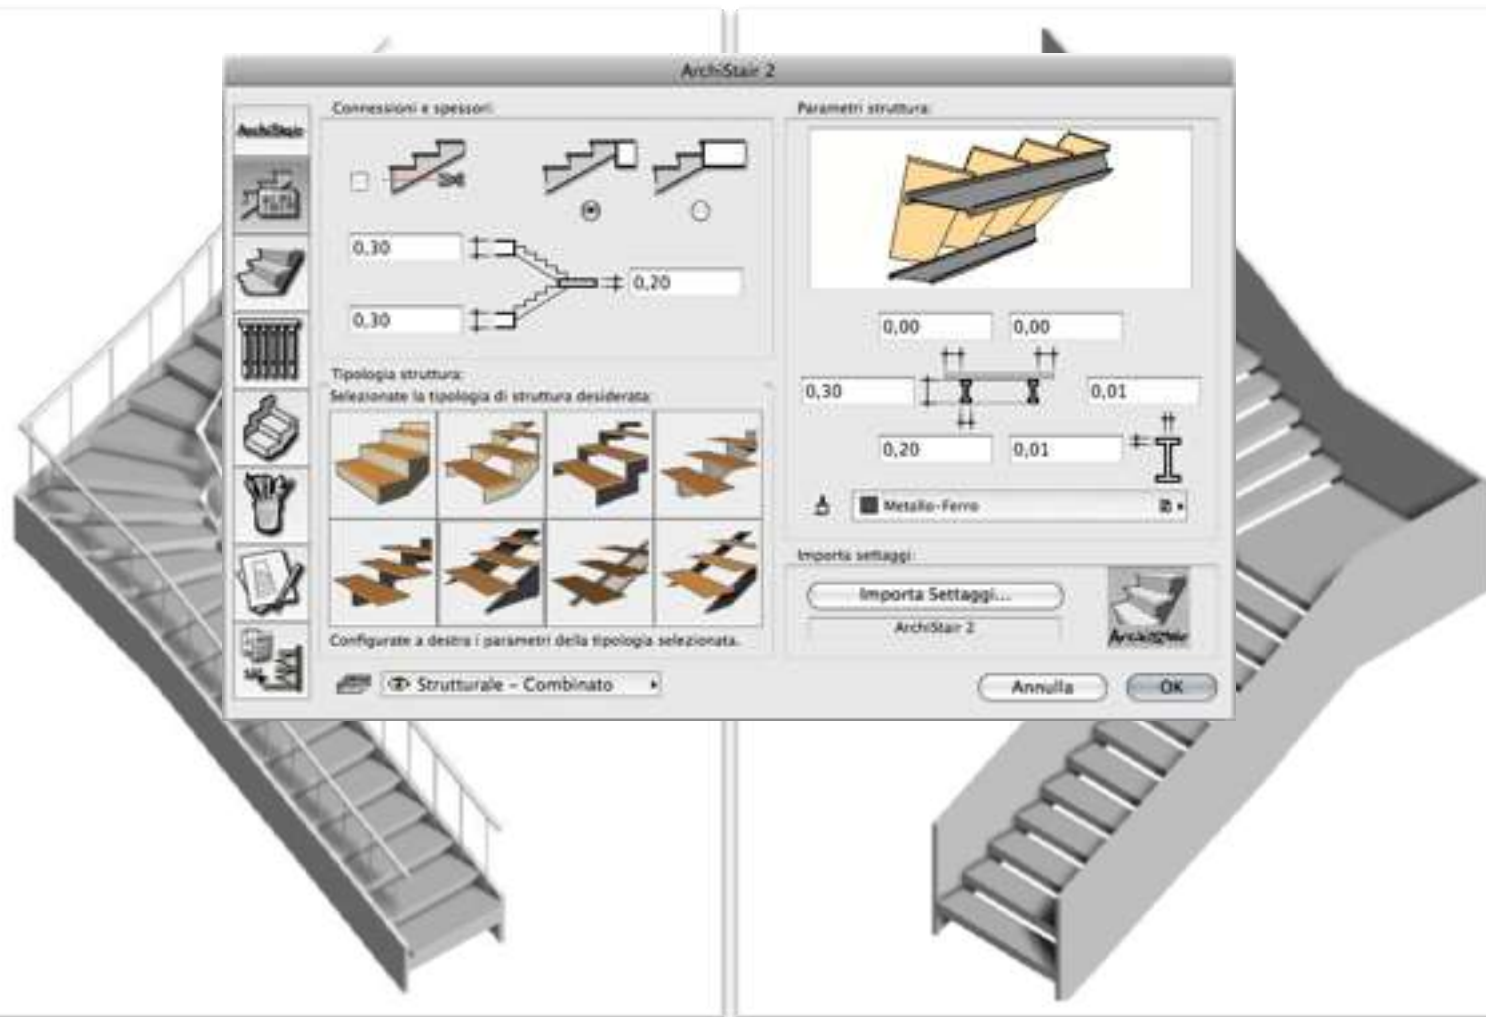 ArchiStair 2
ArchiStair
Connessioni e spessori:
0,30
0,20
0,30
Tipologia struttura:
Selezionate la tipologia di struttura desiderata:
Configurate a destra i parametri della tipologia selezionata.
Strutturale - Combinato
Parametri struttura:
0,00 0,00
0,30 0,01
0,20 0,01
Metallo-Ferro
Importa settaggi:
Importa Settaggi...
ArchiStair 2
ArchiStair
Annulla OK